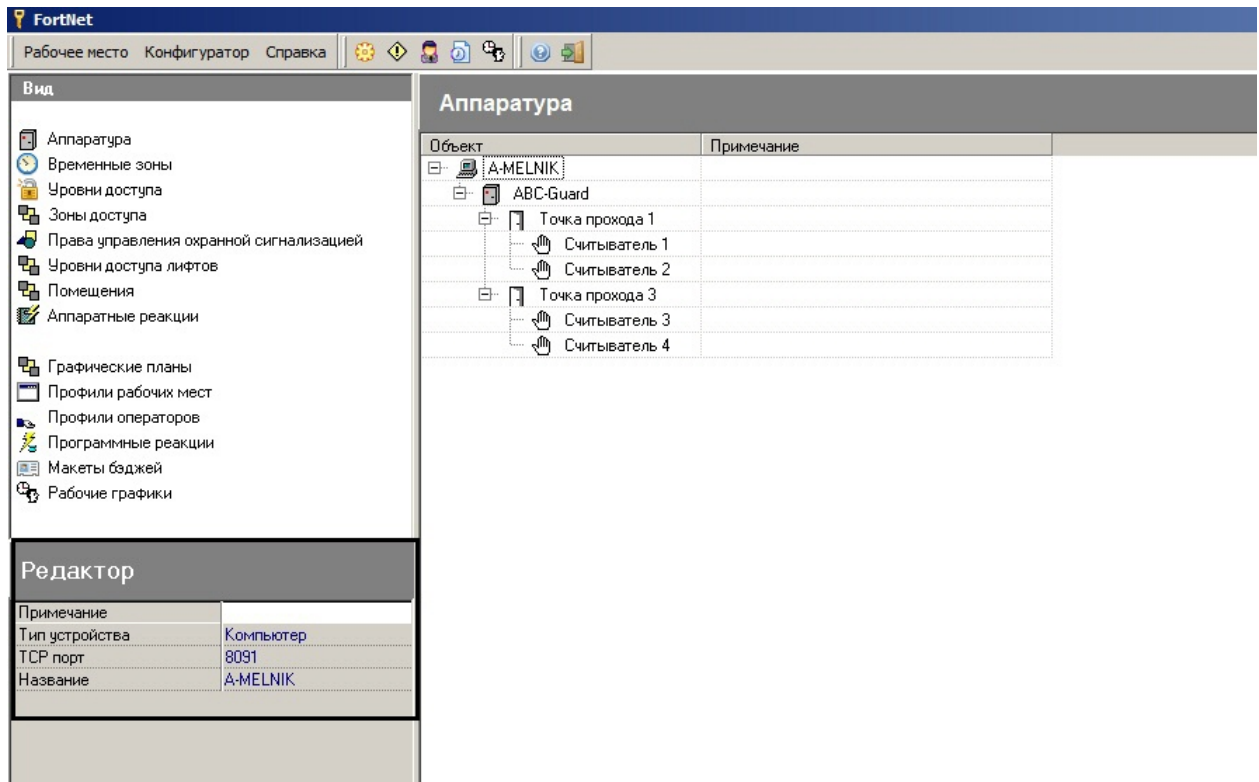 FortNet
Рабочее место Конфигуратор Справка
Вид
Аппаратура
Временные зоны
Уровни доступа
Зоны доступа
Права управления охранной сигнализацией
Уровни доступа лифтов
Помещения
Аппаратные реакции
Графические планы
Профили рабочих мест
Профили операторов
Программные реакции
Макеты бэджей
Рабочие графики
Редактор
Примечание
Тип устройства Компьютер
TCP порт 8091
Название A-MELNIK
Аппаратура
Объект Примечание
A-MELNIK
ABC-Guard
Точка прохода 1
Считыватель 1
Считыватель 2
Точка прохода 3
Считыватель 3
Считыватель 4